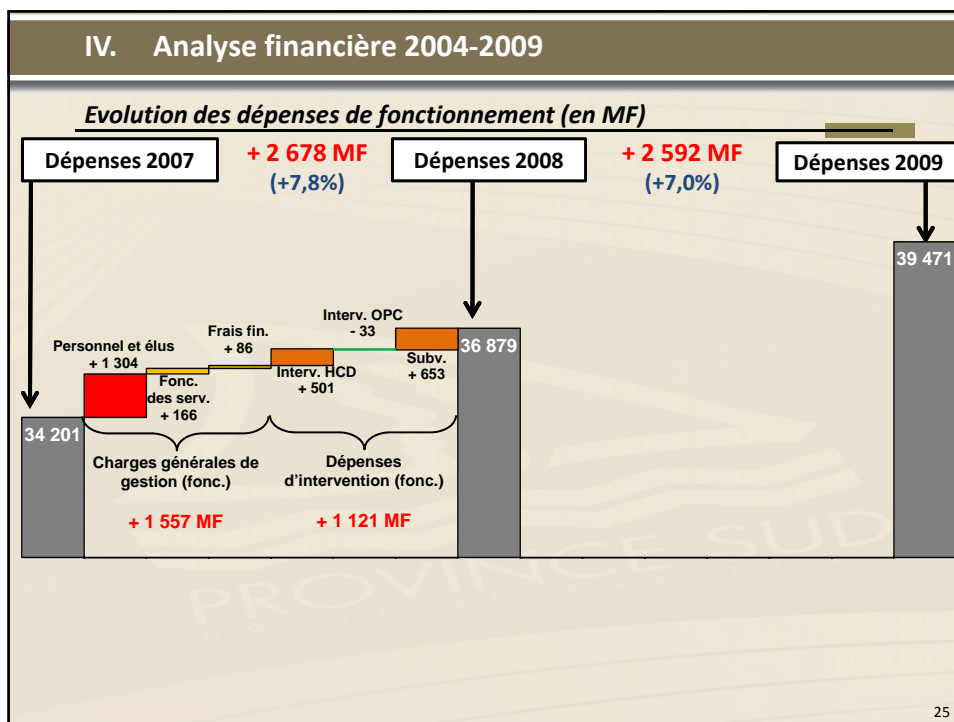 IV. Analyse financière 2004-2009
Evolution des dépenses de fonctionnement (en MF)
Dépenses 2007
+ 2 678 MF
(+7,8%)
Dépenses 2008
+ 2 592 MF
(+7,0%)
Dépenses 2009
39 471
Interv. OPC
- 33
Frais fin.
+ 86
Personnel et élus
+ 1 304
36 879
Fonc.
des serv.
+ 166
Interv. HCD
+ 501
Subv.
+ 653
34 201
Charges générales de
gestion (fonc.)
+ 1 557 MF
Dépenses
d'intervention (fonc.)
+ 1 121 MF
PROVINCE SUD
25